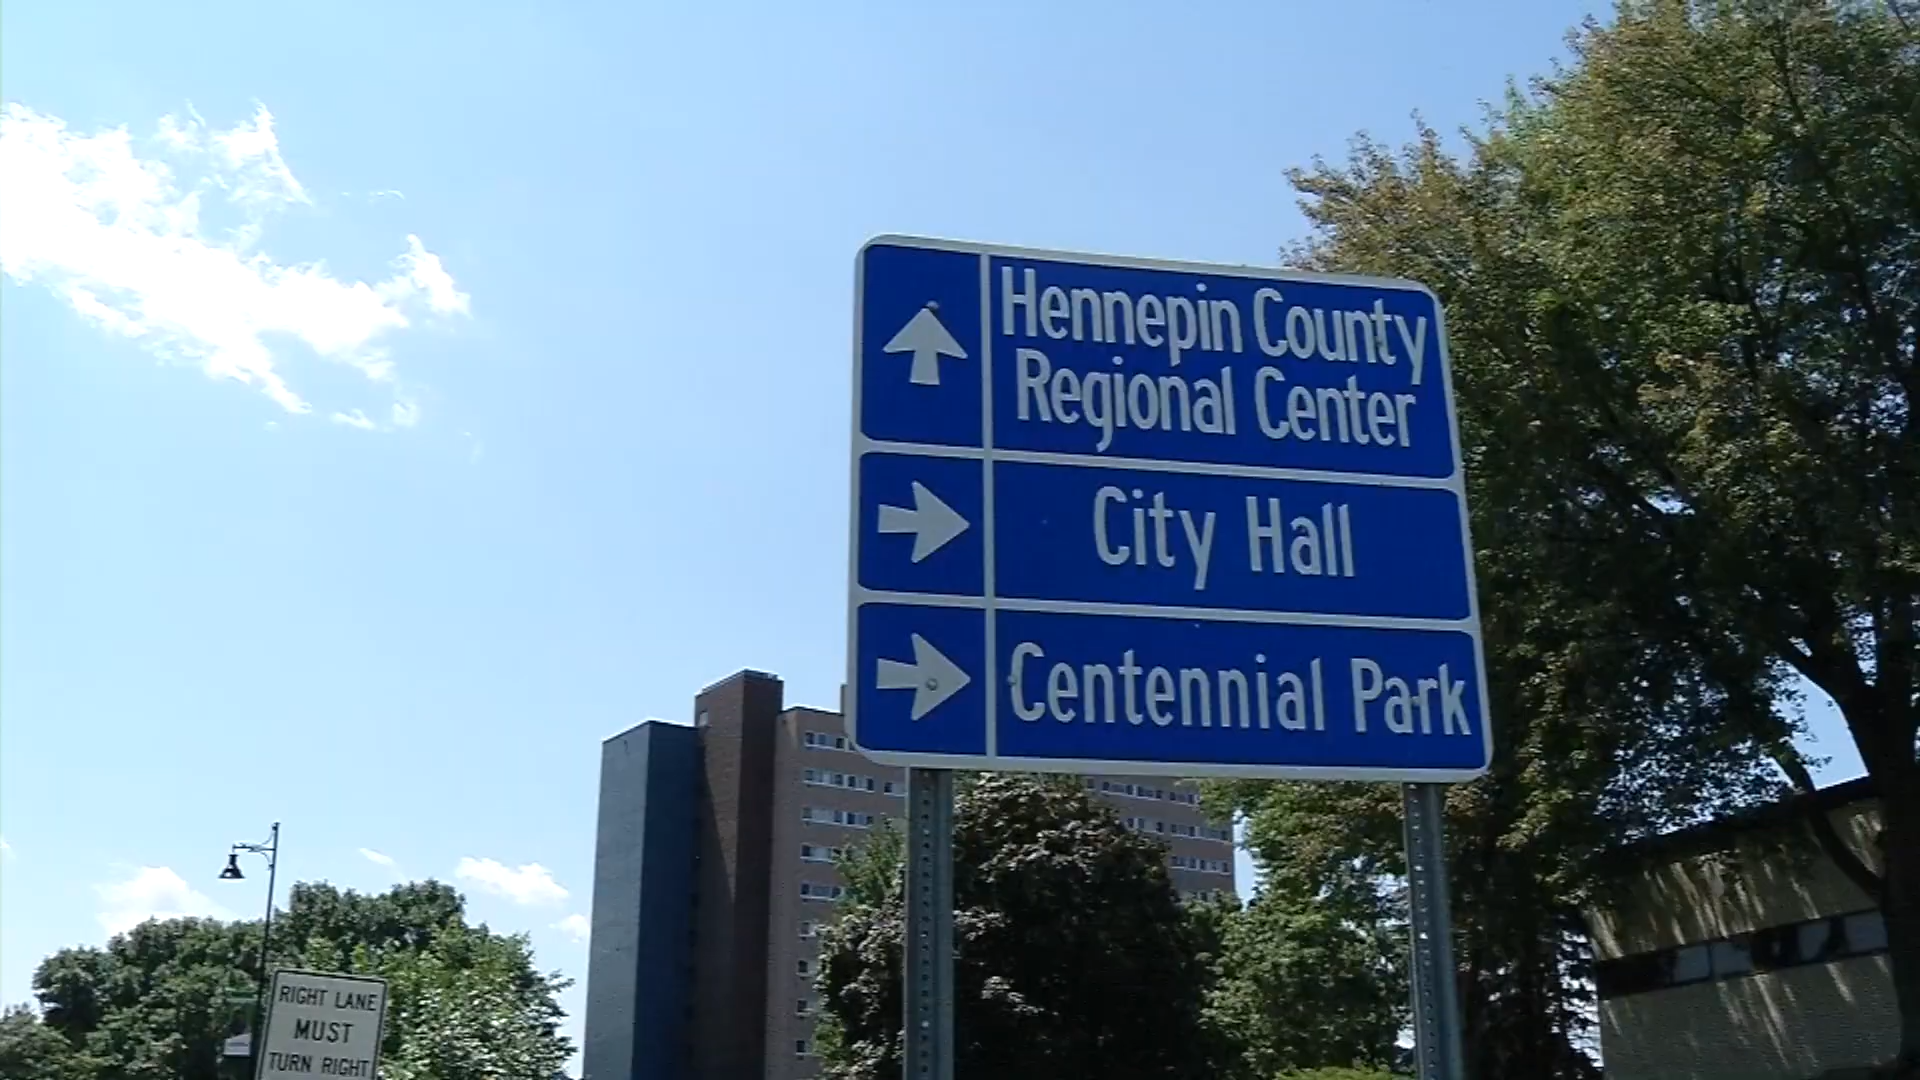 Hennepin County
Regional Center
City Hall
Centennial Park
RIGHT LANE
MUST
TURN RIGHT